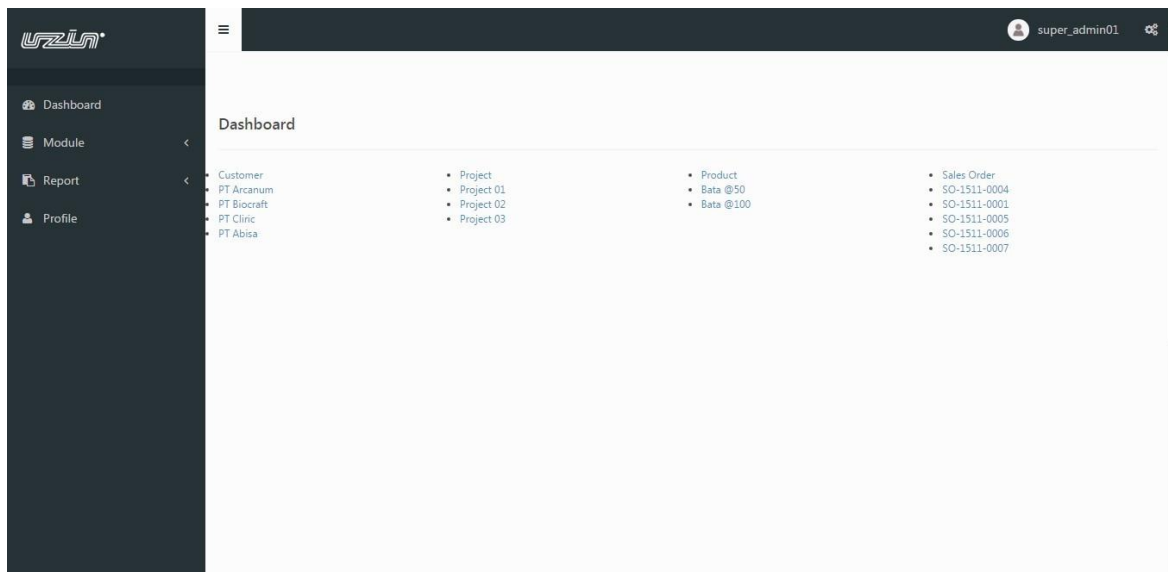 uzin
super_admin01
Dashboard
Module
Report
Profile
Dashboard
Customer
PT Arcanum
PT Biocraft
PT Cliric
PT Abisa
Project
Project 01
Project 02
Project 03
Product
Bata @50
Bata @100
Sales Order
SO-1511-0004
SO-1511-0001
SO-1511-0005
SO-1511-0006
SO-1511-0007